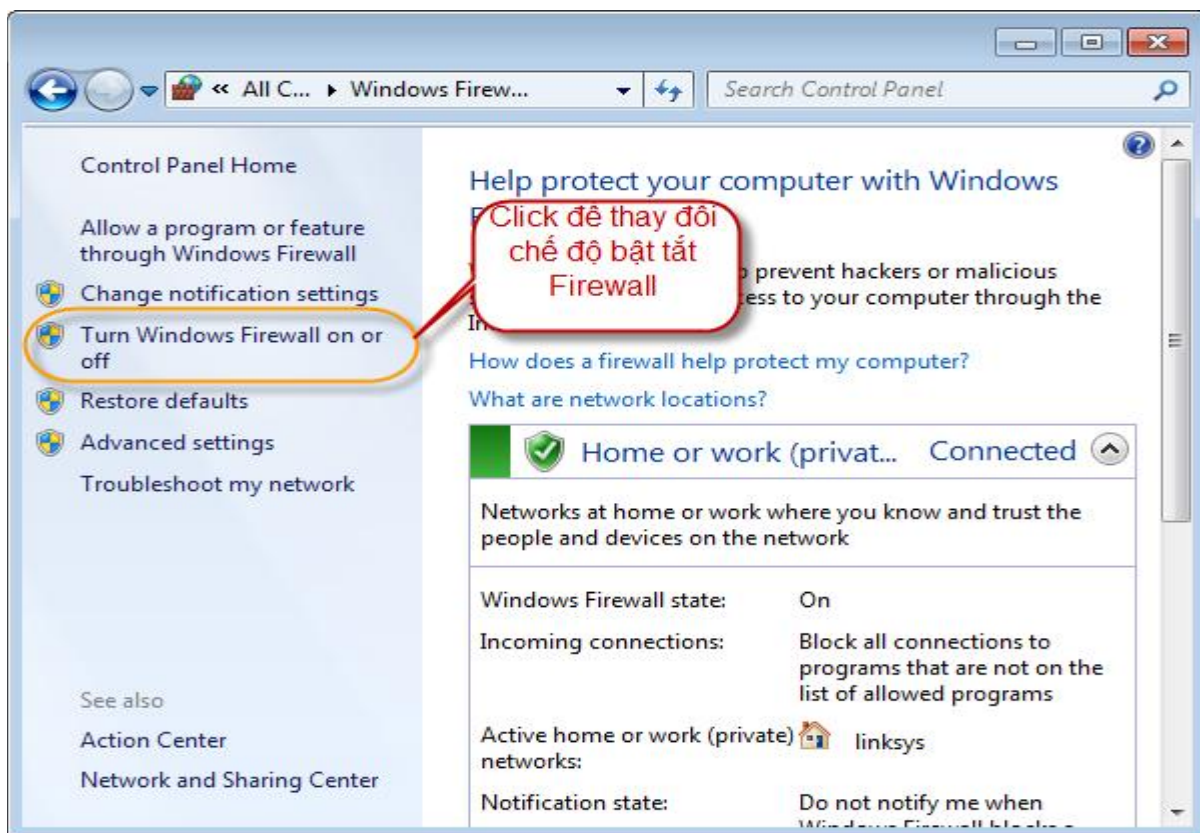 « All C... ▸ Windows Firew...
Search Control Panel
Control Panel Home
Allow a program or feature
through Windows Firewall
Change notification settings
Turn Windows Firewall on or
off
Restore defaults
Advanced settings
Troubleshoot my network
See also
Action Center
Network and Sharing Center
Help protect your computer with Windows
Click để thay đổi
chế độ bật tắt
Firewall
prevent hackers or malicious
to your computer through the
How does a firewall help protect my computer?
What are network locations?
Home or work (privat... Connected
Networks at home or work where you know and trust the
people and devices on the network
Windows Firewall state: On
Incoming connections: Block all connections to
programs that are not on the
list of allowed programs
Active home or work (private) linksys
networks:
Notification state: Do not notify me when